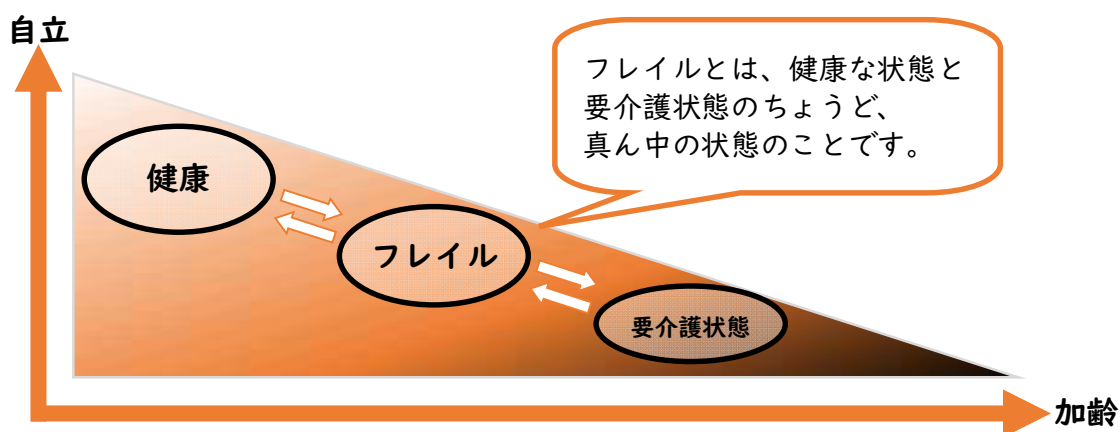 自立
フレイルとは、健康な状態と
要介護状態のちょうど、
真ん中の状態のことです。
健康
フレイル
要介護状態
加齢